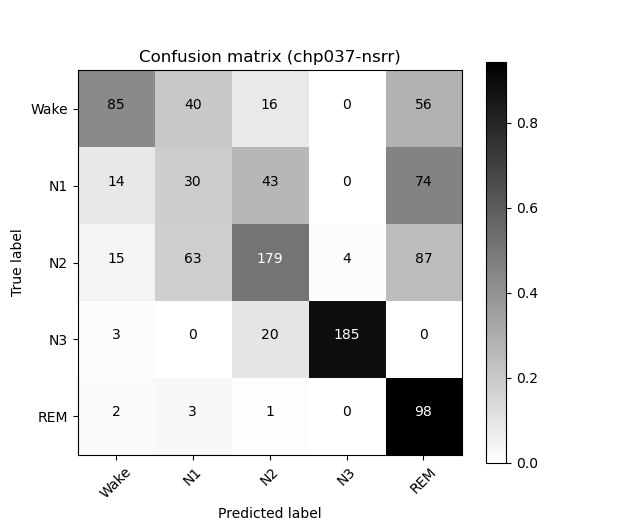 Confusion matrix (chp037-nsrr)
True label
Wake 85 40 16 0 56
N1 14 30 43 0 74
N2 15 63 179 4 87
N3 3 0 20 185 0
REM 2 3 1 0 98
Wake N1 N2 N3 REM
Predicted label
0.8
0.6
0.4
0.2
0.0